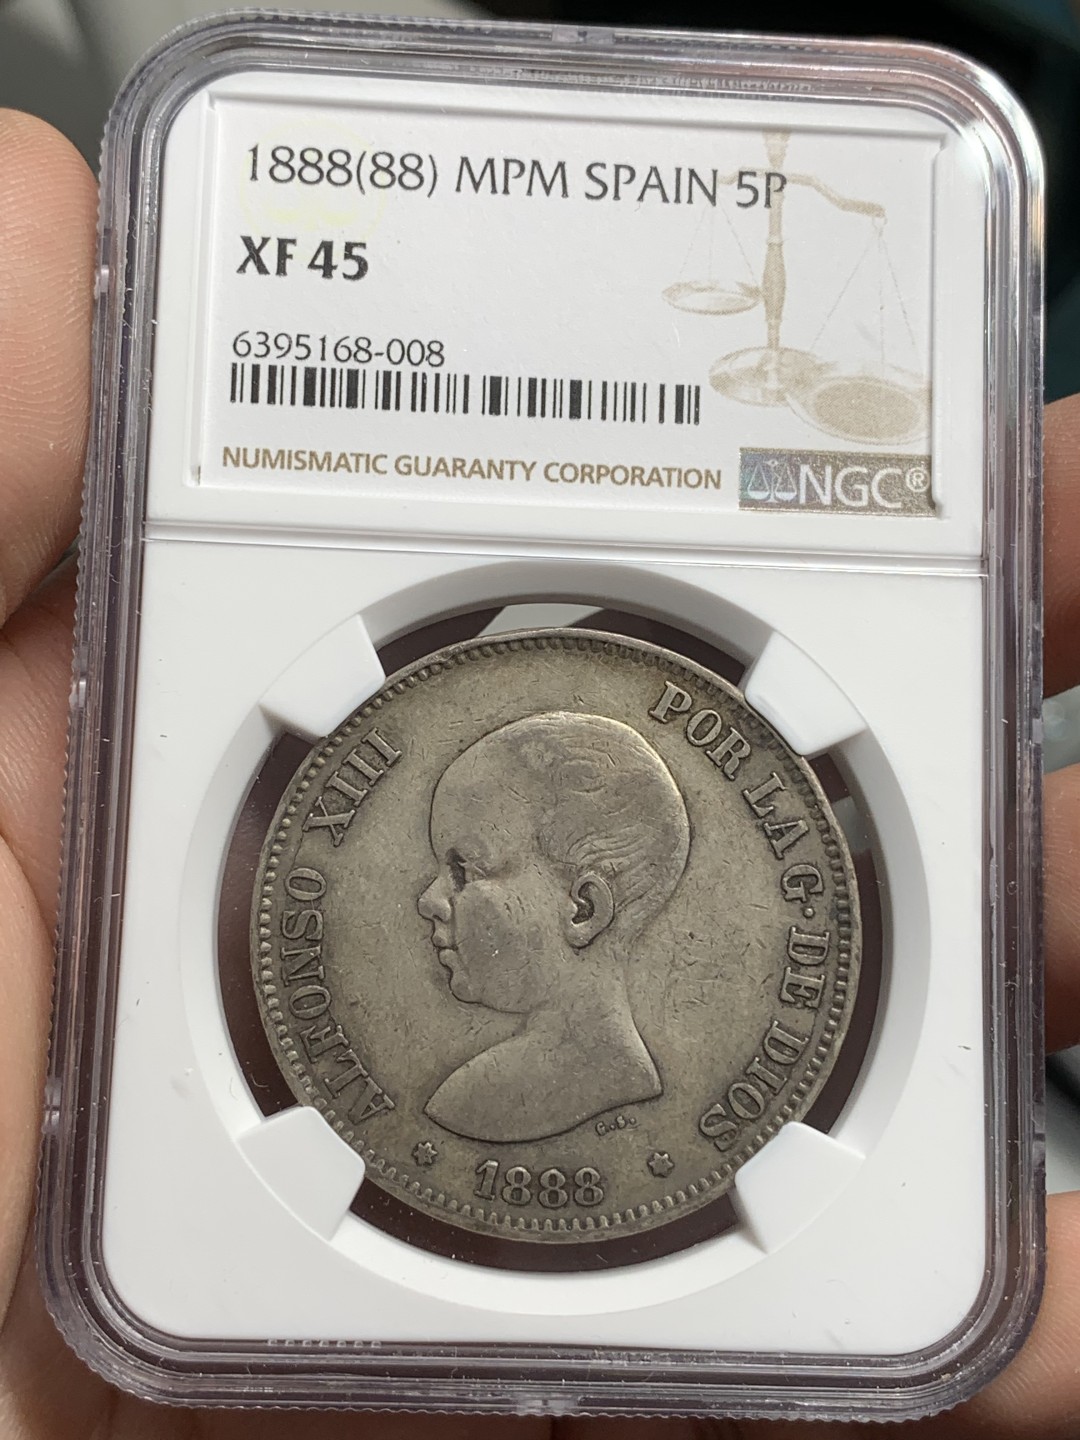 1888(88) MPM SPAIN 5P
XF 45
6395168-008
NUMISMATIC GUARANTY CORPORATION
NGC®
ALFONSO XIII POR LA G· DE DIOS
G.S.
* 1888 *